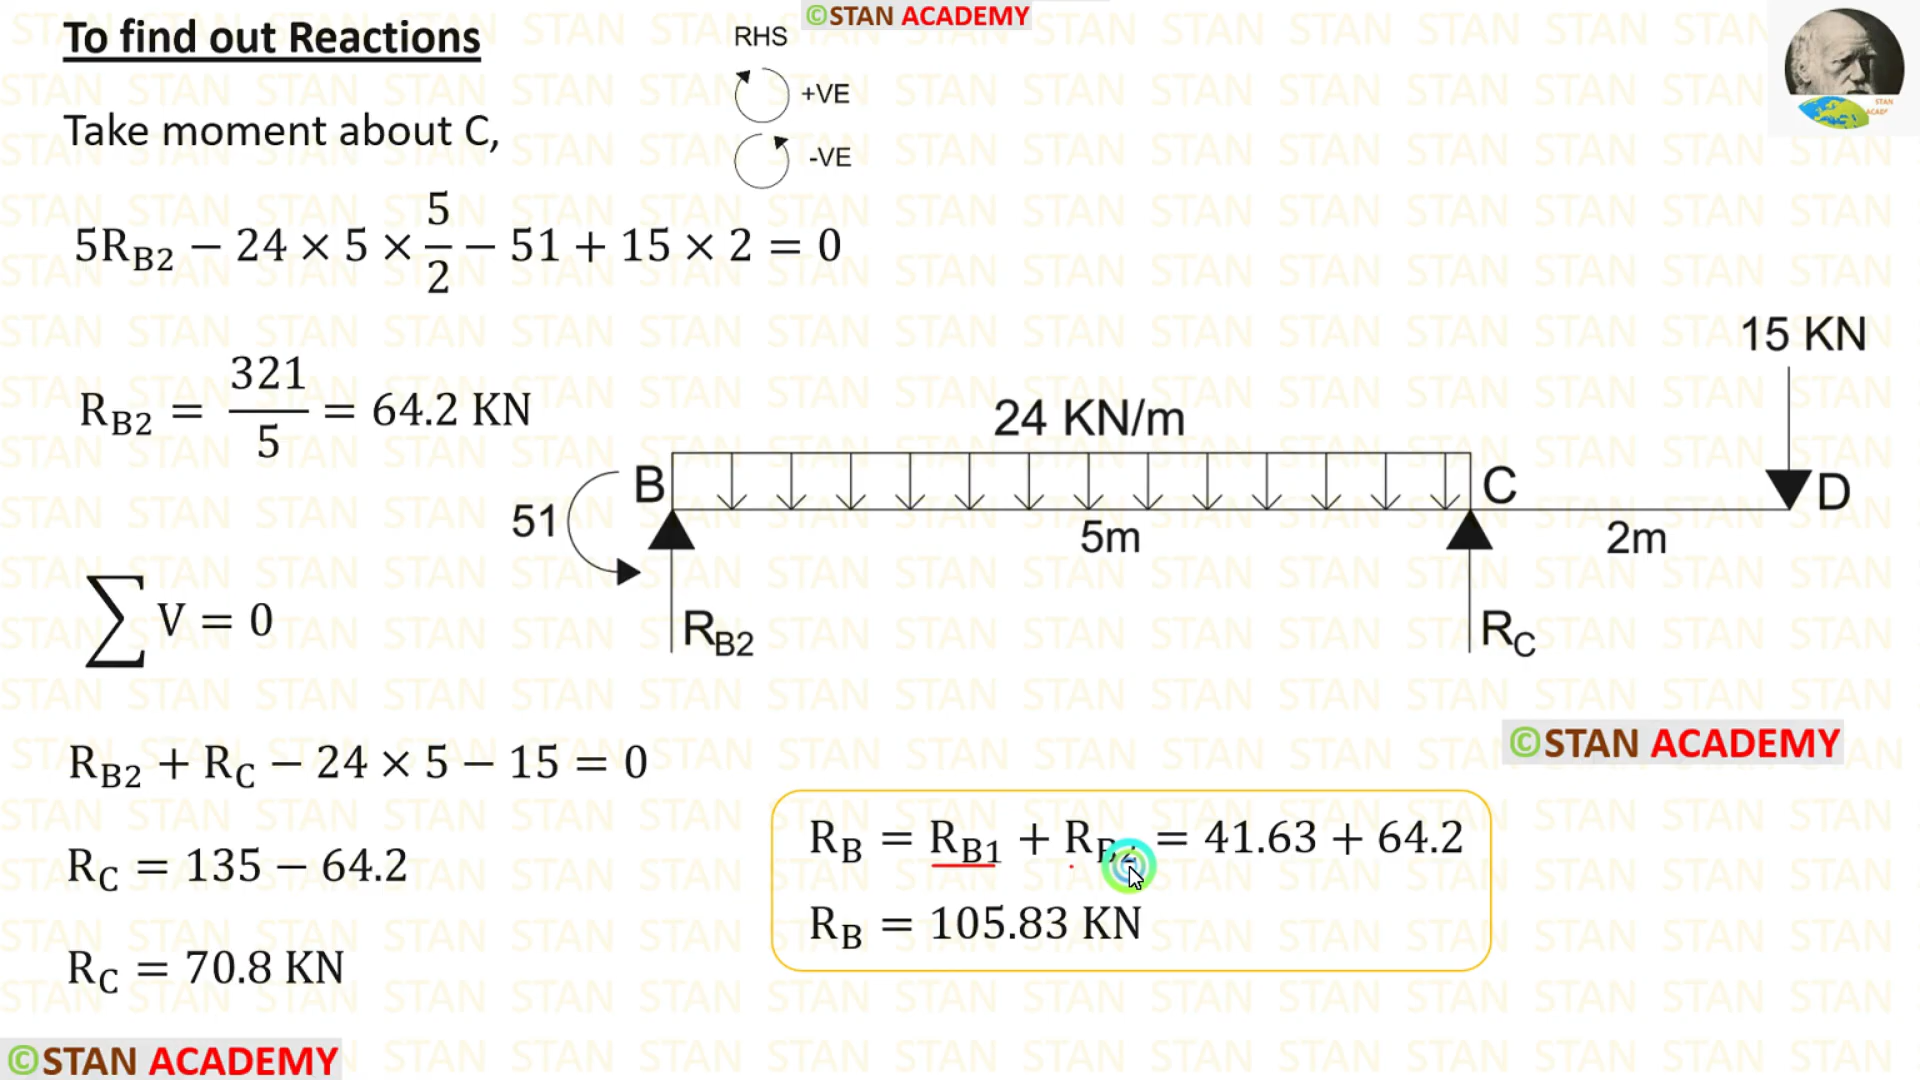 ©STAN ACADEMY
To find out Reactions
RHS
+VE
-VE
STAN
ACADY
Take moment about C,
5R_B2 − 24 × 5 × 5/2 − 51 + 15 × 2 = 0
R_B2 = 321/5 = 64.2 KN
15 KN
24 KN/m
B
C
D
51
5m
2m
R_B2
R_C
∑ V = 0
©STAN ACADEMY
R_B2 + R_C − 24 × 5 − 15 = 0
R_C = 135 − 64.2
R_C = 70.8 KN
R_B = R_B1 + R_B2 = 41.63 + 64.2
R_B = 105.83 KN
©STAN ACADEMY